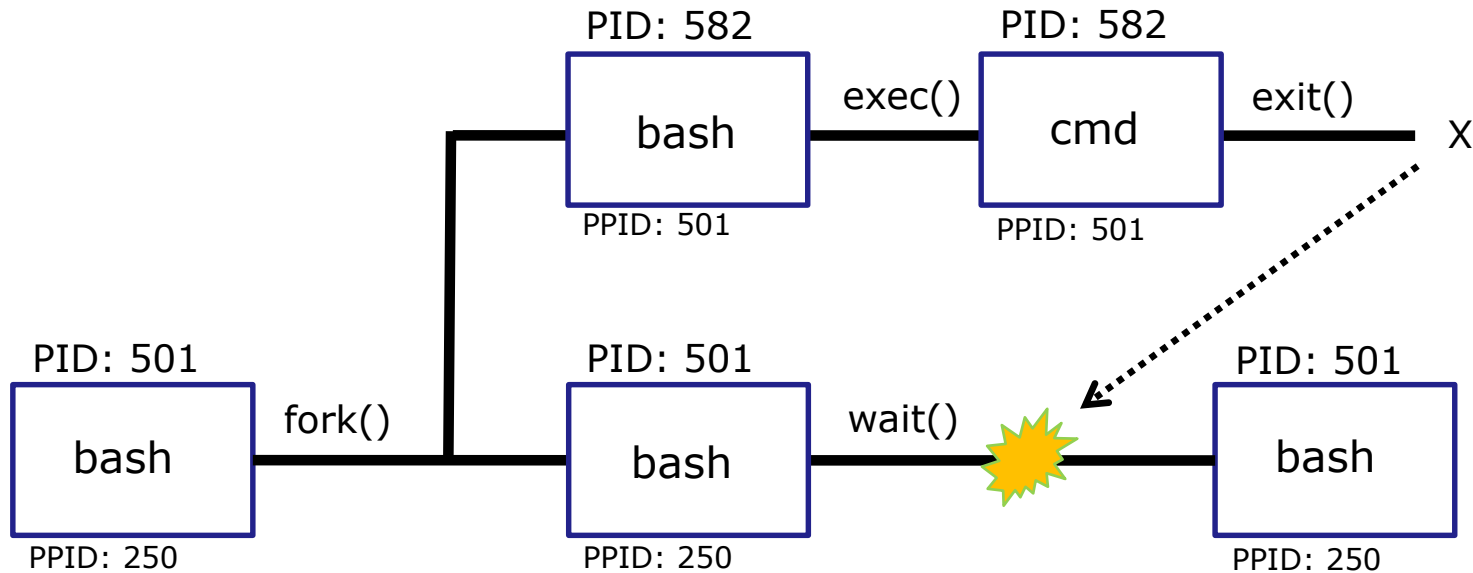 PID: 582
PID: 582
bash
exec()
cmd
exit()
X
PPID: 501
PPID: 501
PID: 501
PID: 501
PID: 501
bash
fork()
bash
wait()
bash
PPID: 250
PPID: 250
PPID: 250